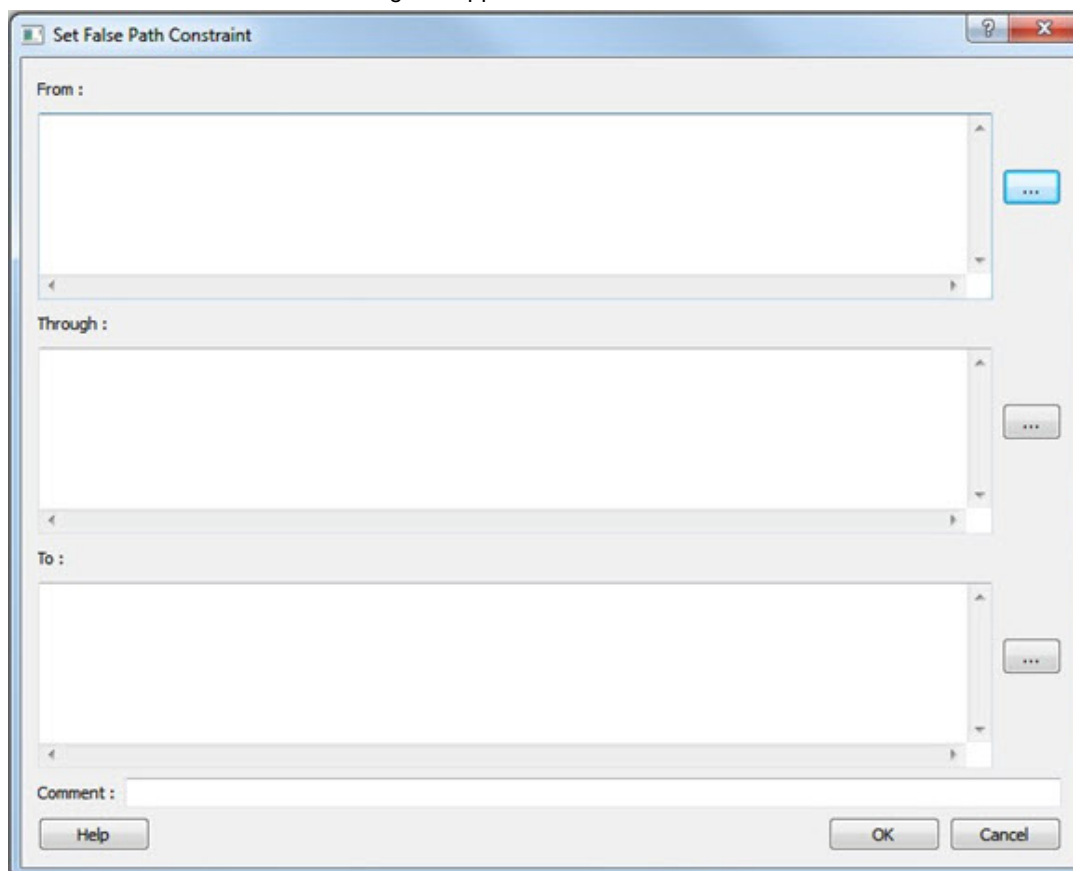 Set False Path Constraint
From :
...
Through :
...
To :
...
Comment :
Help OK Cancel